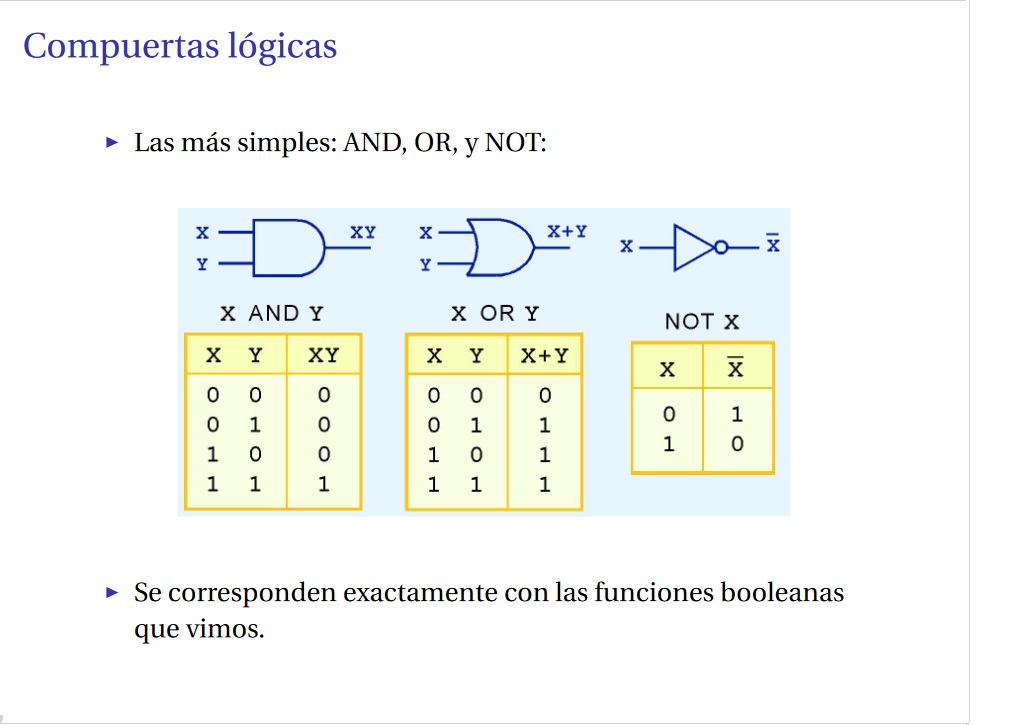 Compuertas lógicas
► Las más simples: AND, OR, y NOT:
X Y XY
X Y X+Y
X X̅
X AND Y
X Y XY
0 0 0
0 1 0
1 0 0
1 1 1
X OR Y
X Y X+Y
0 0 0
0 1 1
1 0 1
1 1 1
NOT X
X X̅
0 1
1 0
► Se corresponden exactamente con las funciones booleanas
que vimos.